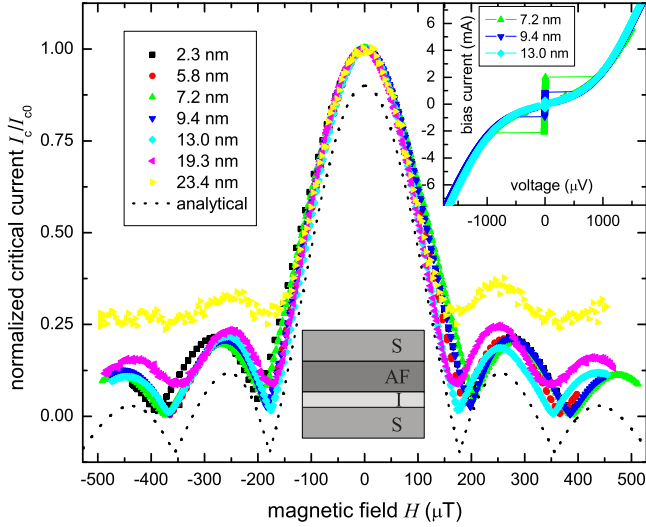 1.00
0.75
0.50
0.25
0.00
normalized critical current Ic/Ic0
-500 -400 -300 -200 -100 0 100 200 300 400 500
magnetic field H (μT)
2.3 nm
5.8 nm
7.2 nm
9.4 nm
13.0 nm
19.3 nm
23.4 nm
analytical
S
AF
I
S
7.2 nm
9.4 nm
13.0 nm
6
4
2
0
-2
-4
-6
bias current (mA)
voltage (μV)
-1000 0 1000